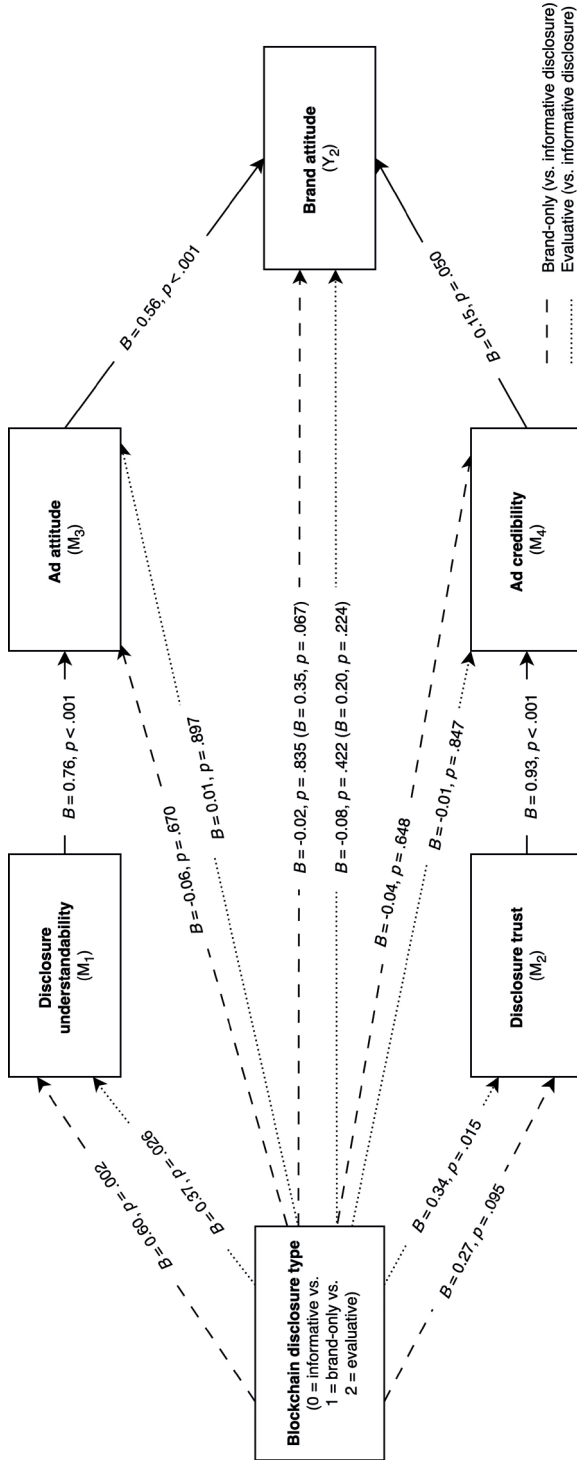 Blockchain disclosure type
(0 = informative vs.
1 = brand-only vs.
2 = evaluative)
B = 0.60, p = .002
B = 0.37, p = .026
Disclosure
understandability
(M1)
B = 0.76, p < .001
Ad attitude
(M3)
B = 0.56, p < .001
B = -0.06, p = .670
B = 0.01, p = .897
B = -0.02, p = .835 (B = 0.35, p = .067)
B = -0.08, p = .422 (B = 0.20, p = .224)
Brand attitude
(Y2)
B = -0.04, p = .648
B = -0.01, p = .847
B = 0.34, p = .015
B = 0.27, p = .095
Disclosure trust
(M2)
B = 0.93, p < .001
Ad credibility
(M4)
B = 0.15, p = .050
Brand-only (vs. informative disclosure)
Evaluative (vs. informative disclosure)